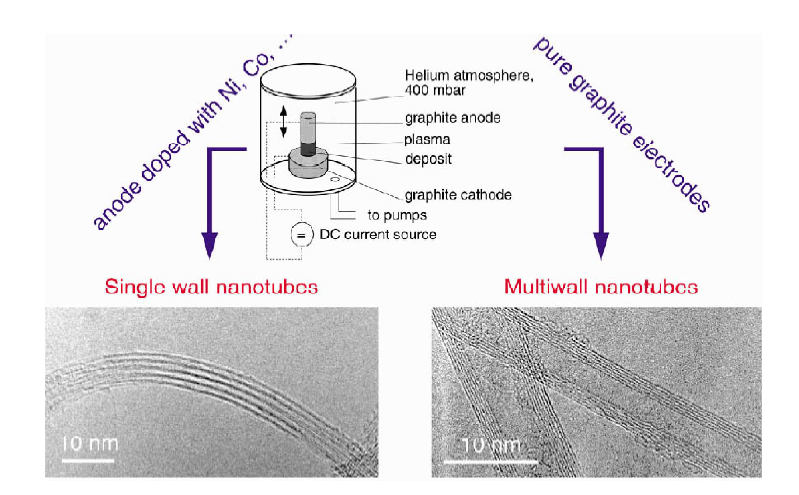 anode doped with Ni, Co, ...
pure graphite electrodes
Helium atmosphere,
400 mbar
graphite anode
plasma
deposit
graphite cathode
to pumps
= DC current source
Single wall nanotubes
Multiwall nanotubes
10 nm
10 nm